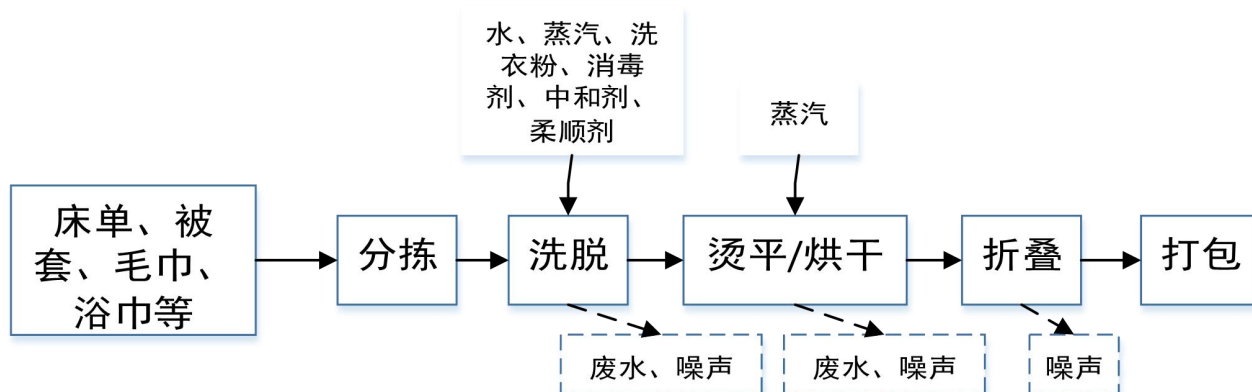 水、蒸汽、洗
衣粉、消毒
剂、中和剂、
柔顺剂
蒸汽
床单、被
套、毛巾、
浴巾等
分拣
洗脱
烫平/烘干
折叠
打包
废水、噪声
废水、噪声
噪声